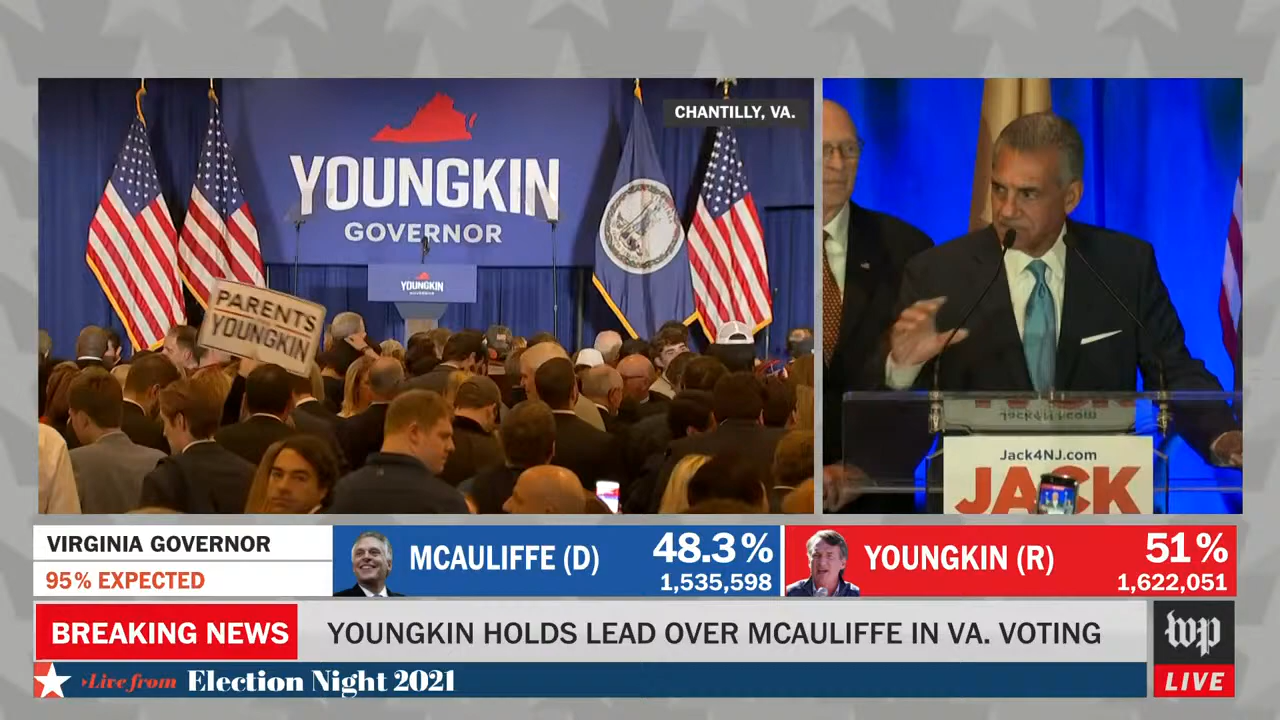 CHANTILLY, VA.
YOUNGKIN
GOVERNOR
YOUNGKIN
PARENTS
YOUNGKIN
Jack4NJ.com
JACK
VIRGINIA GOVERNOR
95% EXPECTED
MCAULIFFE (D)
48.3%
1,535,598
YOUNGKIN (R)
51%
1,622,051
BREAKING NEWS
YOUNGKIN HOLDS LEAD OVER MCAULIFFE IN VA. VOTING
wp
LIVE
Live from Election Night 2021